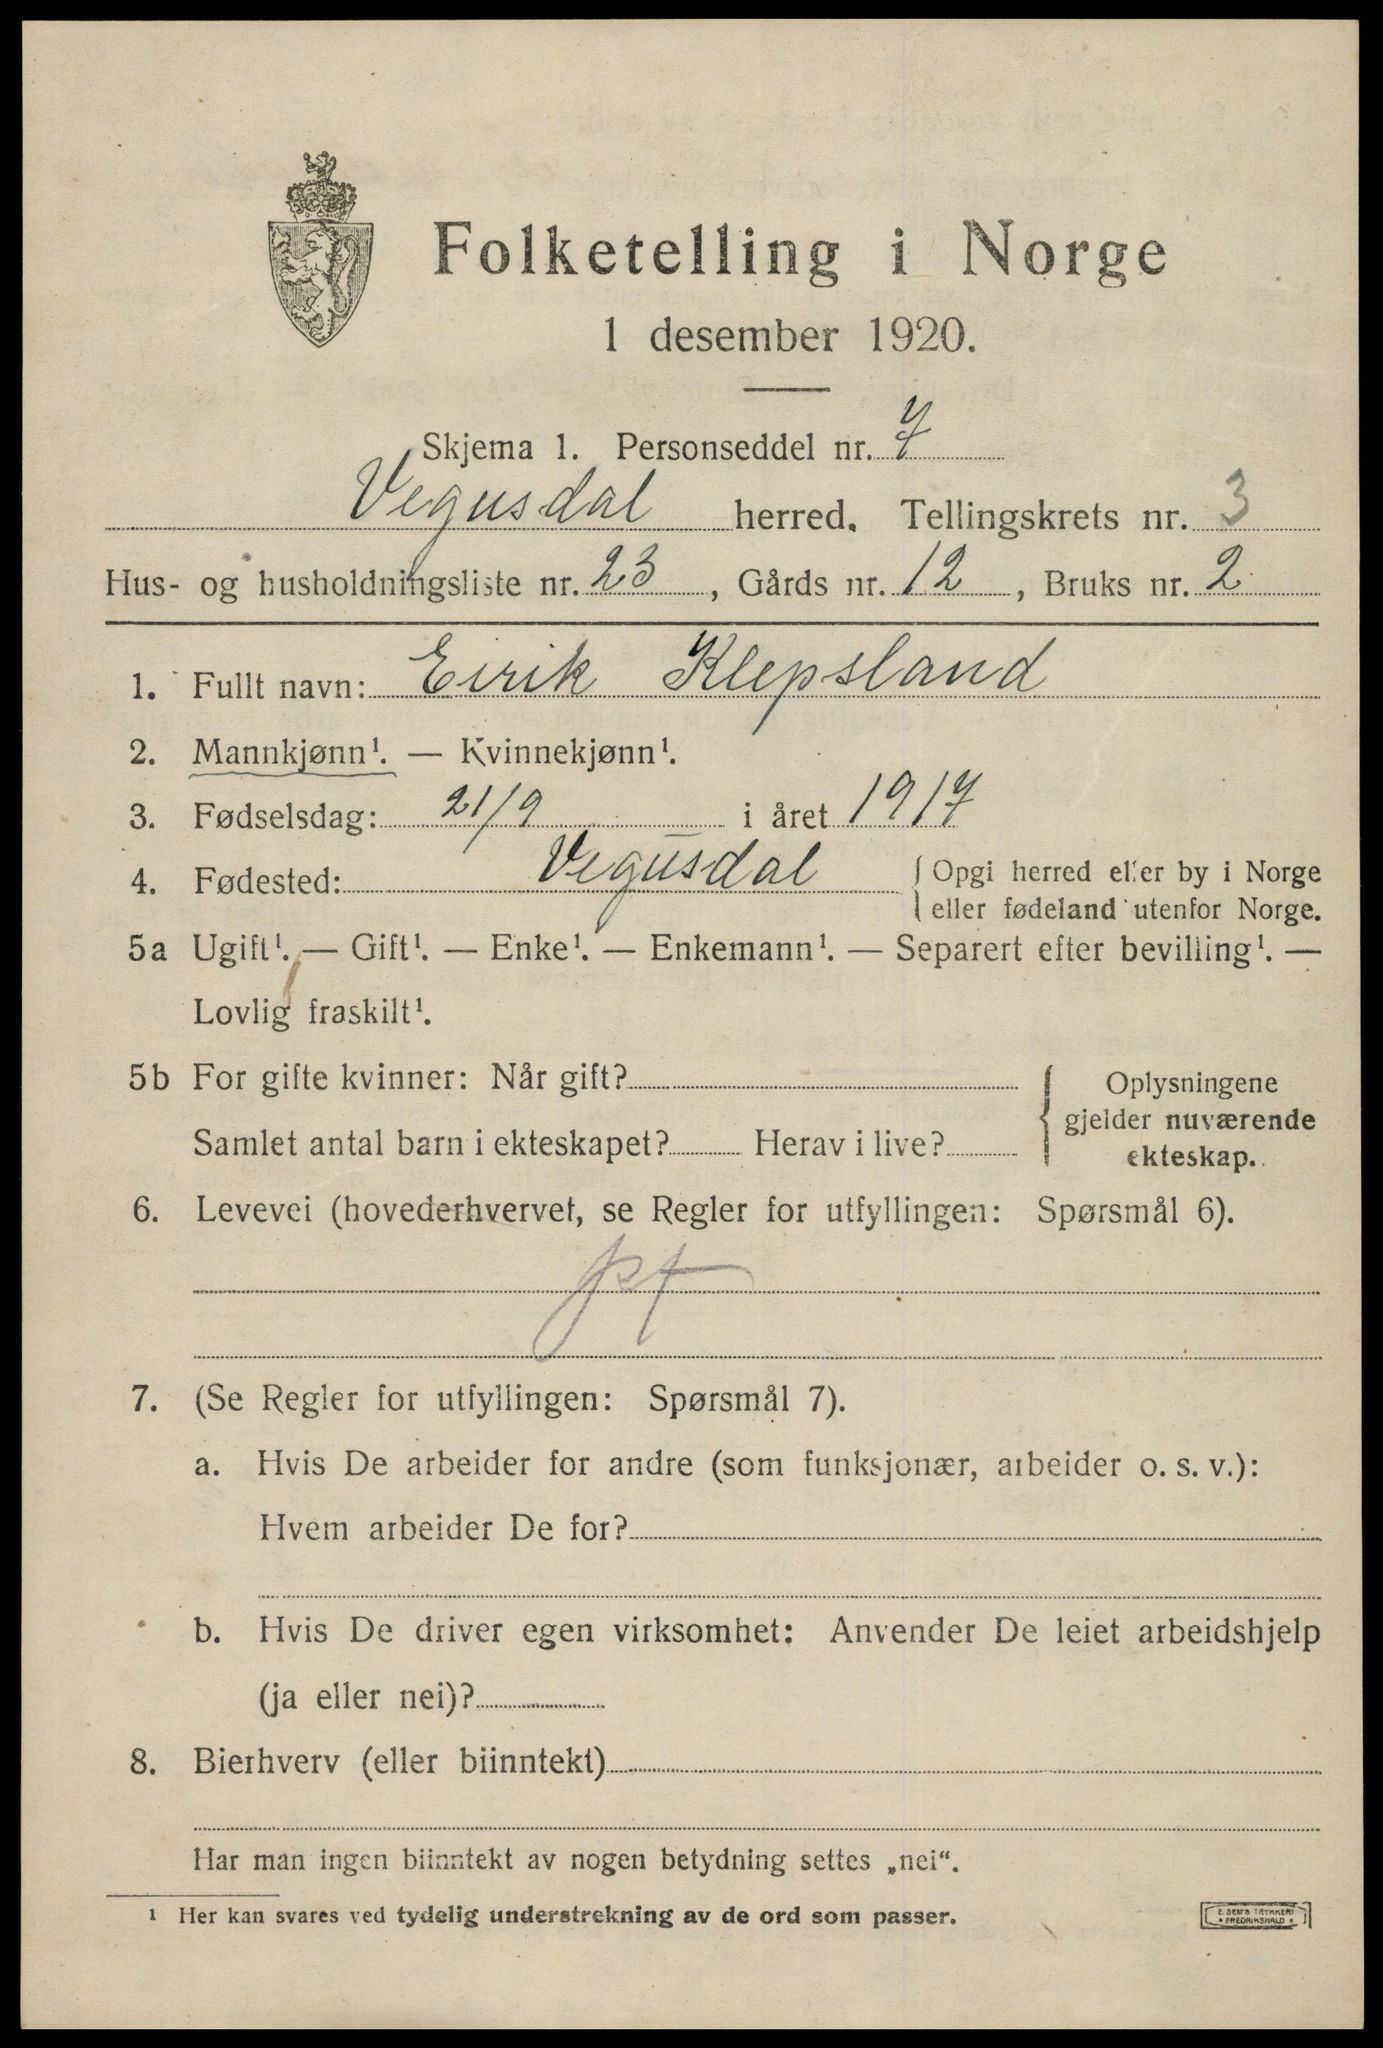 Folketelling i Norge
1 desember 1920.
Skjema 1. Personseddel nr. 7
Vegusdal herred. Tellingskrets nr. 3
Hus- og husholdningsliste nr. 23, Gårds nr. 12, Bruks nr. 2
1. Fullt navn: Eirik Klepsland
2. Mannkjønn¹. — Kvinnekjønn¹.
3. Fødselsdag: 21/9 i året 1917
4. Fødested: Vegusdal { Opgi herred eller by i Norge
eller fødeland utenfor Norge.
5a Ugift¹. — Gift¹. — Enke¹. — Enkemann¹. — Separert efter bevilling¹. —
Lovlig fraskilt¹.
5b For gifte kvinner: Når gift?
Samlet antal barn i ekteskapet? Herav i live?
Oplysningene
gjelder nuværende
ekteskap.
6. Levevei (hovederhvervet, se Regler for utfyllingen: Spørsmål 6).
7. (Se Regler for utfyllingen: Spørsmål 7).
a. Hvis De arbeider for andre (som funksjonær, arbeider o. s. v.):
Hvem arbeider De for?
b. Hvis De driver egen virksomhet: Anvender De leiet arbeidshjelp
(ja eller nei)?
8. Bierhverv (eller biinntekt)
Har man ingen biinntekt av nogen betydning settes „nei“.
¹ Her kan svares ved tydelig understrekning av de ord som passer.
E. SEM'S TRYKKERI
• FREDRIKSHALD •